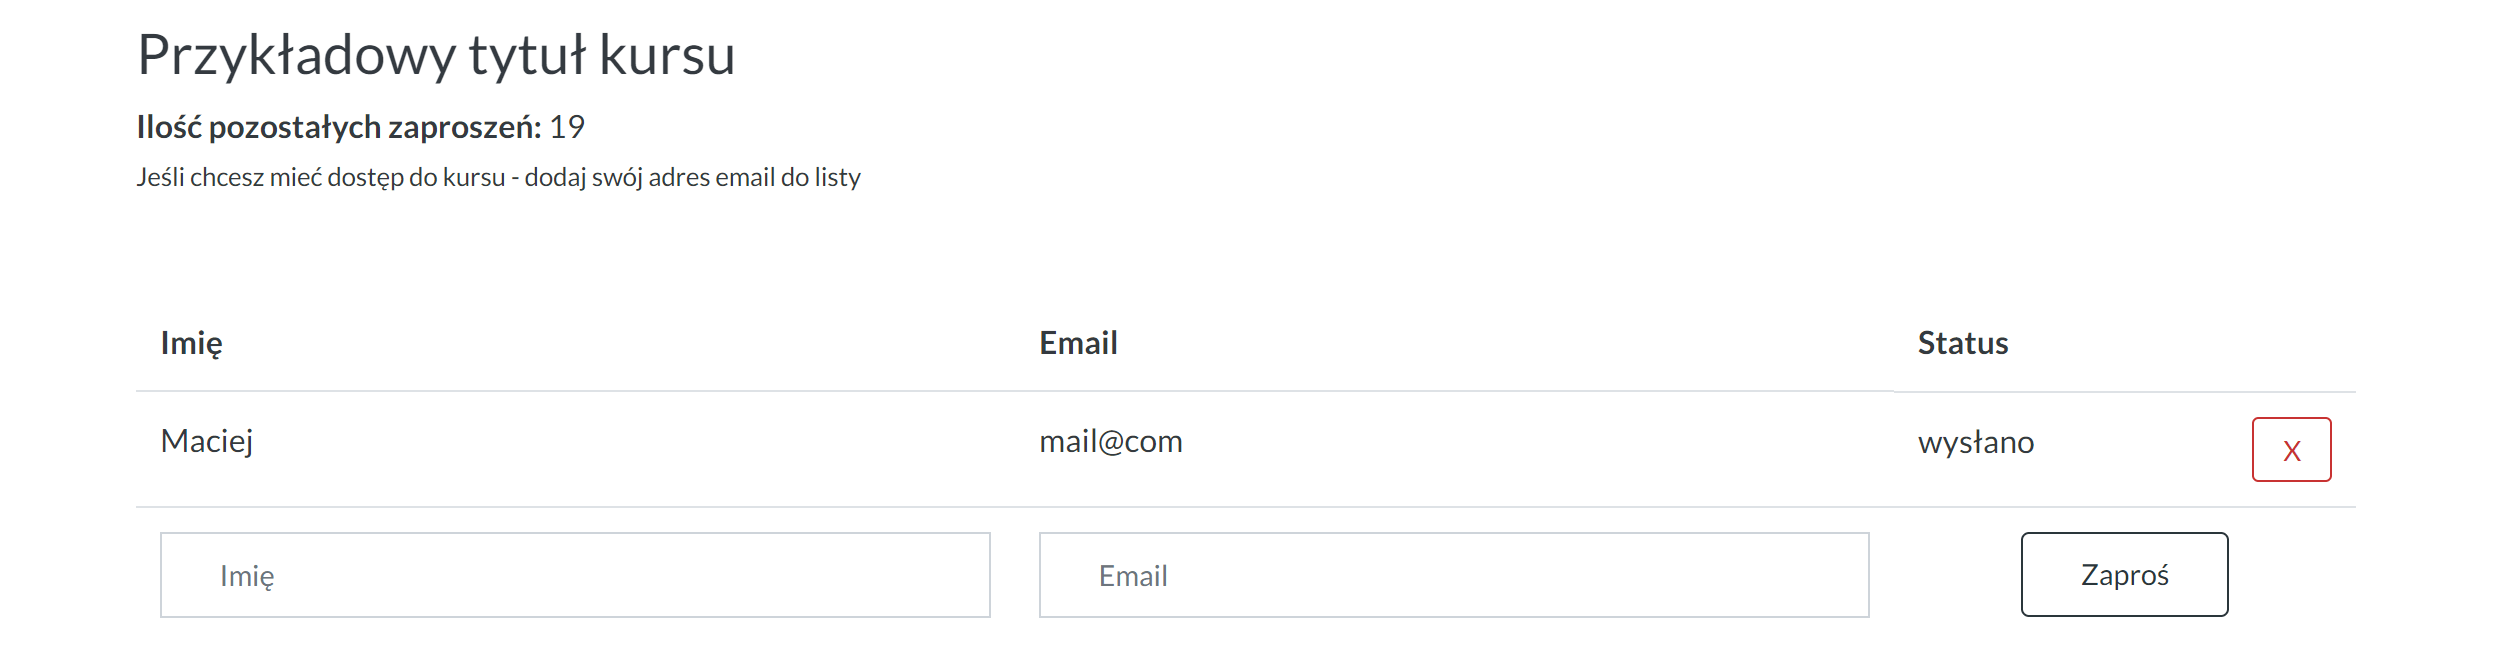 Przykładowy tytuł kursu
Ilość pozostałych zaproszeń: 19
Jeśli chcesz mieć dostęp do kursu - dodaj swój adres email do listy
Imię Email Status
Maciej mail@com wysłano X
Imię Email Zaproś